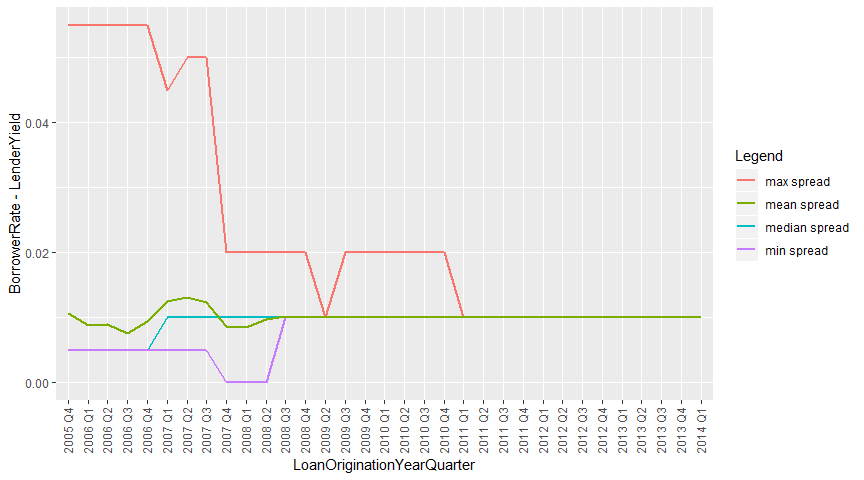 BorrowerRate - LenderYield
0.04
0.02
0.00
2005 Q4
2006 Q1
2006 Q2
2006 Q3
2006 Q4
2007 Q1
2007 Q2
2007 Q3
2007 Q4
2008 Q1
2008 Q2
2008 Q3
2008 Q4
2009 Q2
2009 Q3
2009 Q4
2010 Q1
2010 Q2
2010 Q3
2010 Q4
2011 Q1
2011 Q2
2011 Q3
2011 Q4
2012 Q1
2012 Q2
2012 Q3
2012 Q4
2013 Q1
2013 Q2
2013 Q3
2013 Q4
2014 Q1
LoanOriginationYearQuarter
Legend
max spread
mean spread
median spread
min spread